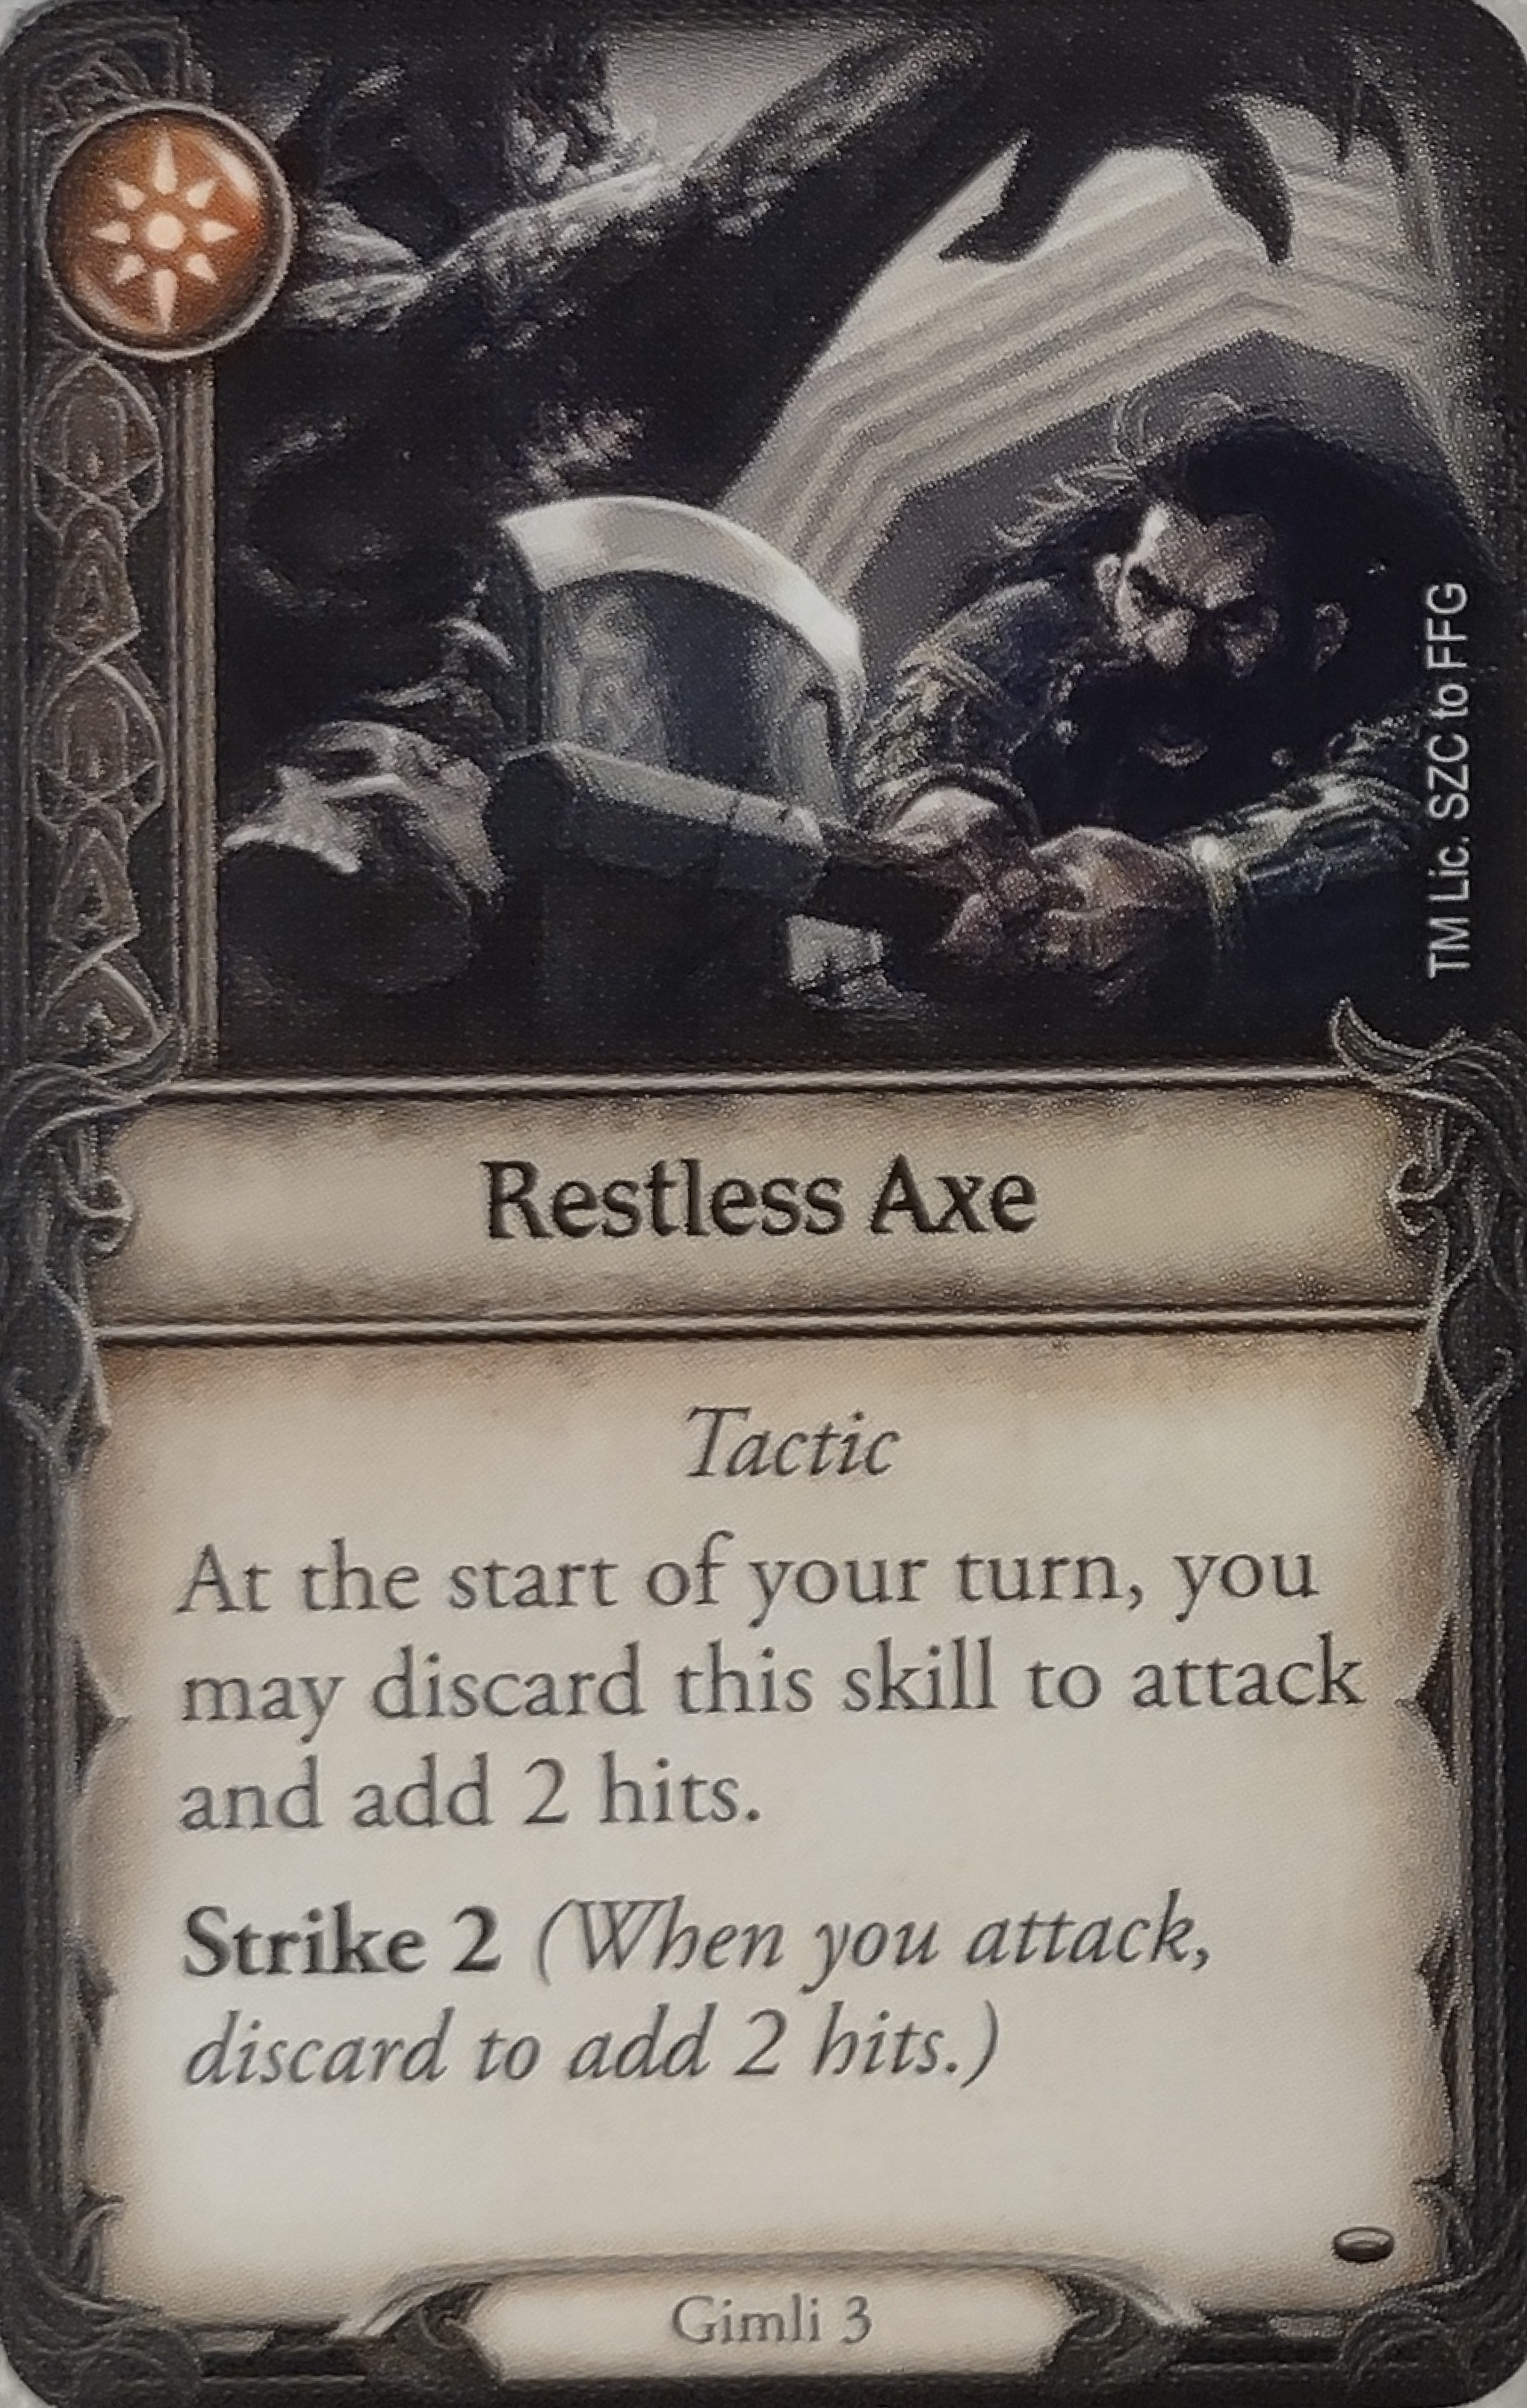 TM Lic. SZC to FFG
Restless Axe
Tactic
At the start of your turn, you
may discard this skill to attack
and add 2 hits.
Strike 2 (When you attack,
discard to add 2 hits.)
Gimli 3